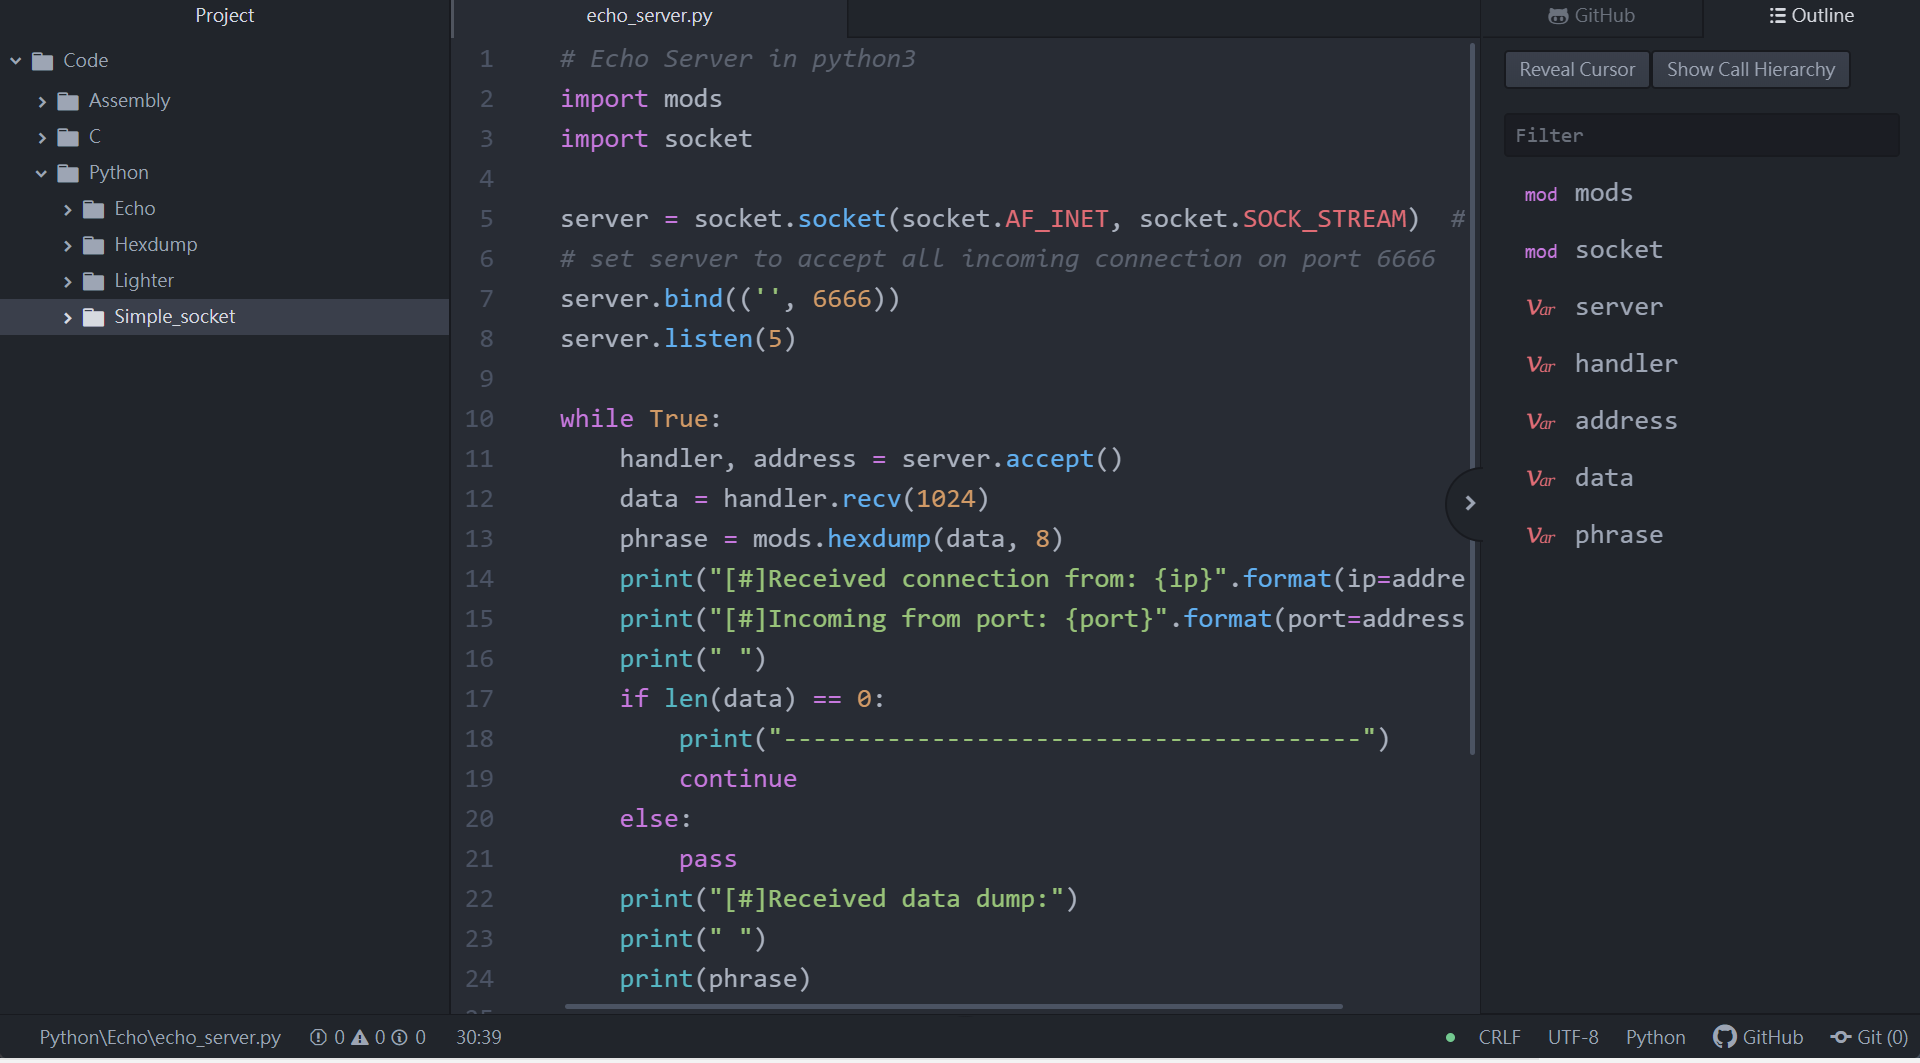 Project
Code
Assembly
C
Python
Echo
Hexdump
Lighter
Simple_socket
echo_server.py
1 # Echo Server in python3
2 import mods
3 import socket
4
5 server = socket.socket(socket.AF_INET, socket.SOCK_STREAM)  #
6 # set server to accept all incoming connection on port 6666
7 server.bind(('', 6666))
8 server.listen(5)
9
10 while True:
11     handler, address = server.accept()
12     data = handler.recv(1024)
13     phrase = mods.hexdump(data, 8)
14     print("[#]Received connection from: {ip}".format(ip=addre
15     print("[#]Incoming from port: {port}".format(port=address
16     print(" ")
17     if len(data) == 0:
18         print("---------------------------------------")
19         continue
20     else:
21         pass
22     print("[#]Received data dump:")
23     print(" ")
24     print(phrase)
GitHub Outline
Reveal Cursor Show Call Hierarchy
Filter
mod mods
mod socket
Var server
Var handler
Var address
Var data
Var phrase
Python\Echo\echo_server.py 0 0 0 30:39 CRLF UTF-8 Python GitHub Git (0)